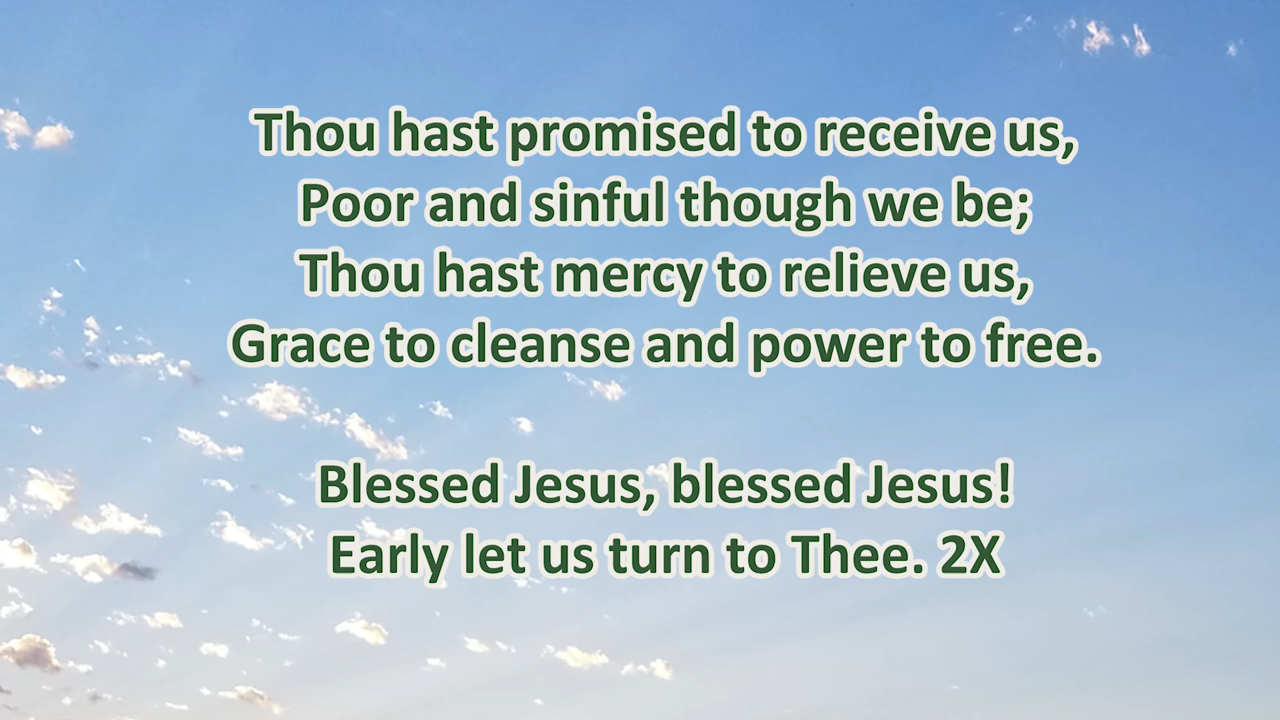 Thou hast promised to receive us,
Poor and sinful though we be;
Thou hast mercy to relieve us,
Grace to cleanse and power to free.
Blessed Jesus, blessed Jesus!
Early let us turn to Thee. 2X